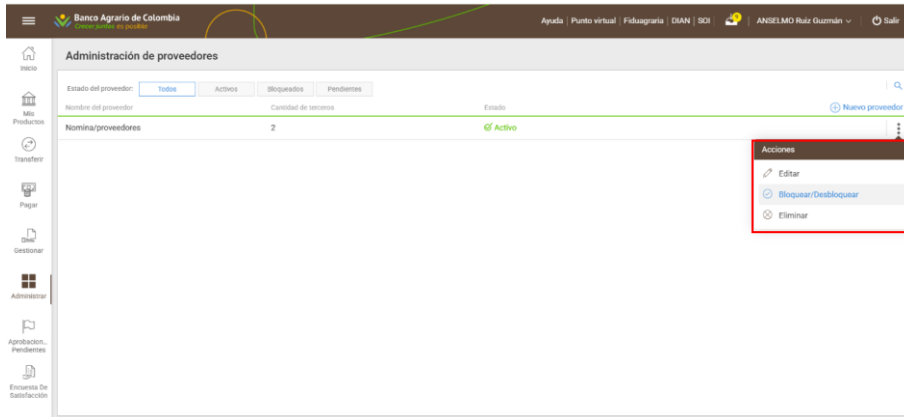 Banco Agrario de Colombia
Crecer juntos es posible
Ayuda | Punto virtual | Fiduagraria | DIAN | SOI
ANSELMO Ruiz Guzmán
Salir
Inicio
Mis
Productos
Transferir
Pagar
Gestionar
Administrar
Aprobacion...
Pendientes
Encuesta De
Satisfacción
Administración de proveedores
Estado del proveedor: Todos Activos Bloqueados Pendientes
Nombre del proveedor Cantidad de terceros Estado Nuevo proveedor
Nomina/proveedores 2 Activo
Acciones
Editar
Bloquear/Desbloquear
Eliminar